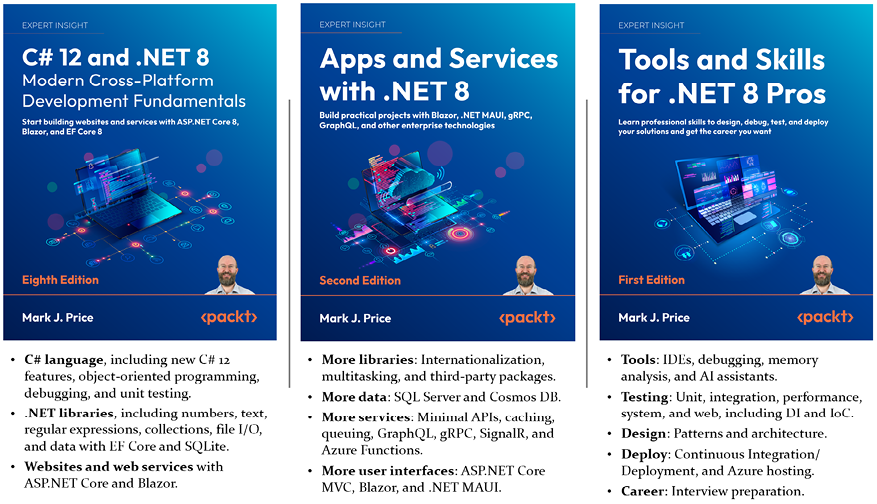 EXPERT INSIGHT
C# 12 and .NET 8
Modern Cross-Platform
Development Fundamentals
Start building websites and services with ASP.NET Core 8,
Blazor, and EF Core 8
Eighth Edition
Mark J. Price
<packt>
• C# language, including new C# 12
features, object-oriented programming,
debugging, and unit testing.
• .NET libraries, including numbers, text,
regular expressions, collections, file I/O,
and data with EF Core and SQLite.
• Websites and web services with
ASP.NET Core and Blazor.
EXPERT INSIGHT
Apps and Services
with .NET 8
Build practical projects with Blazor, .NET MAUI, gRPC,
GraphQL, and other enterprise technologies
Second Edition
Mark J. Price
<packt>
• More libraries: Internationalization,
multitasking, and third-party packages.
• More data: SQL Server and Cosmos DB.
• More services: Minimal APIs, caching,
queuing, GraphQL, gRPC, SignalR, and
Azure Functions.
• More user interfaces: ASP.NET Core
MVC, Blazor, and .NET MAUI.
EXPERT INSIGHT
Tools and Skills
for .NET 8 Pros
Learn professional skills to design, debug, test, and deploy
your solutions and get the career you want
First Edition
Mark J. Price
<packt>
• Tools: IDEs, debugging, memory
analysis, and AI assistants.
• Testing: Unit, integration, performance,
system, and web, including DI and IoC.
• Design: Patterns and architecture.
• Deploy: Continuous Integration/
Deployment, and Azure hosting.
• Career: Interview preparation.